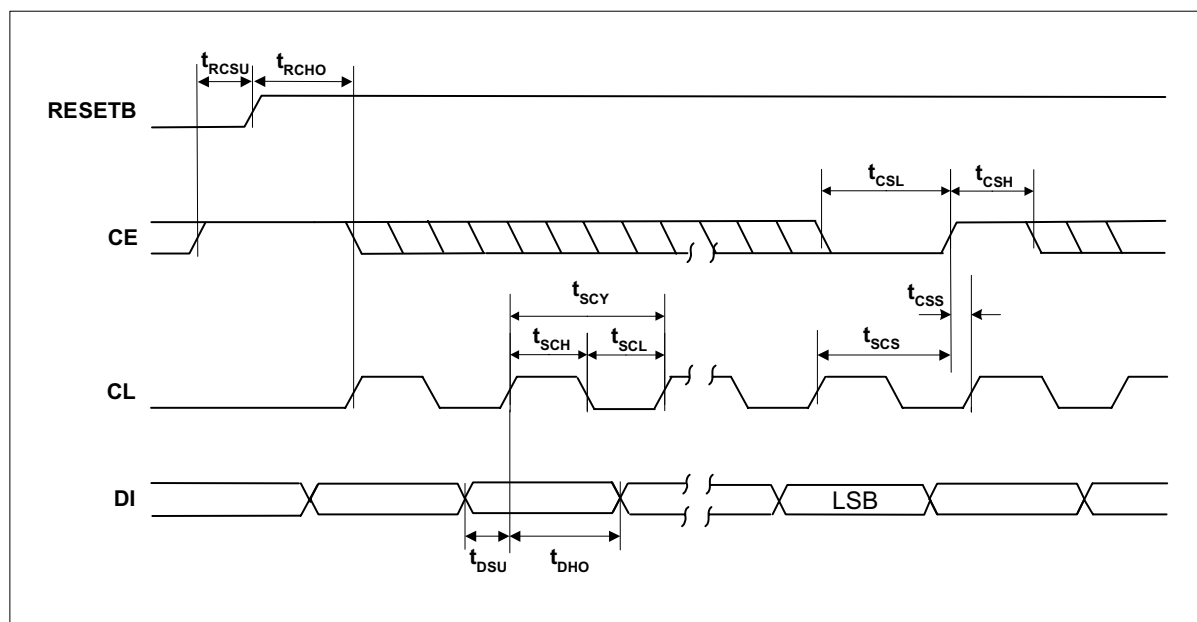 tRCSU tRCHO
RESETB
tCSL tCSH
CE
tSCY
tCSS
tSCH tSCL
tSCS
CL
DI
LSB
tDSU tDHO